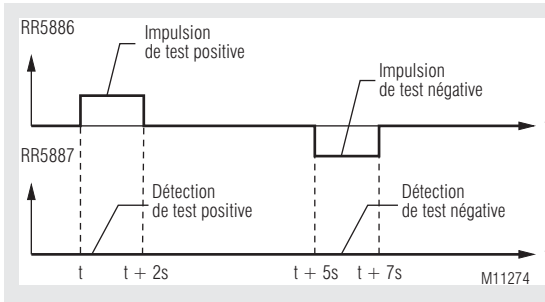 RR5886
Impulsion
de test positive
Impulsion
de test négative
RR5887
Détection
de test positive
Détection
de test négative
t
t + 2s
t + 5s
t + 7s
M11274